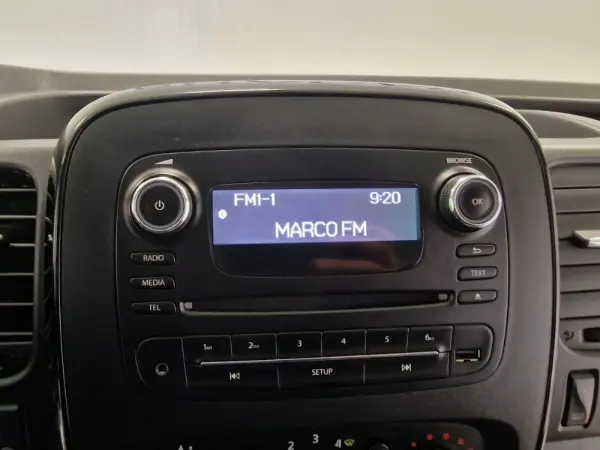 BROWSE
FM1-1 9:20
MARCO FM
OK
RADIO
MEDIA
TEL
TEXT
1 2 3 4 5 6
SETUP
2 3 4